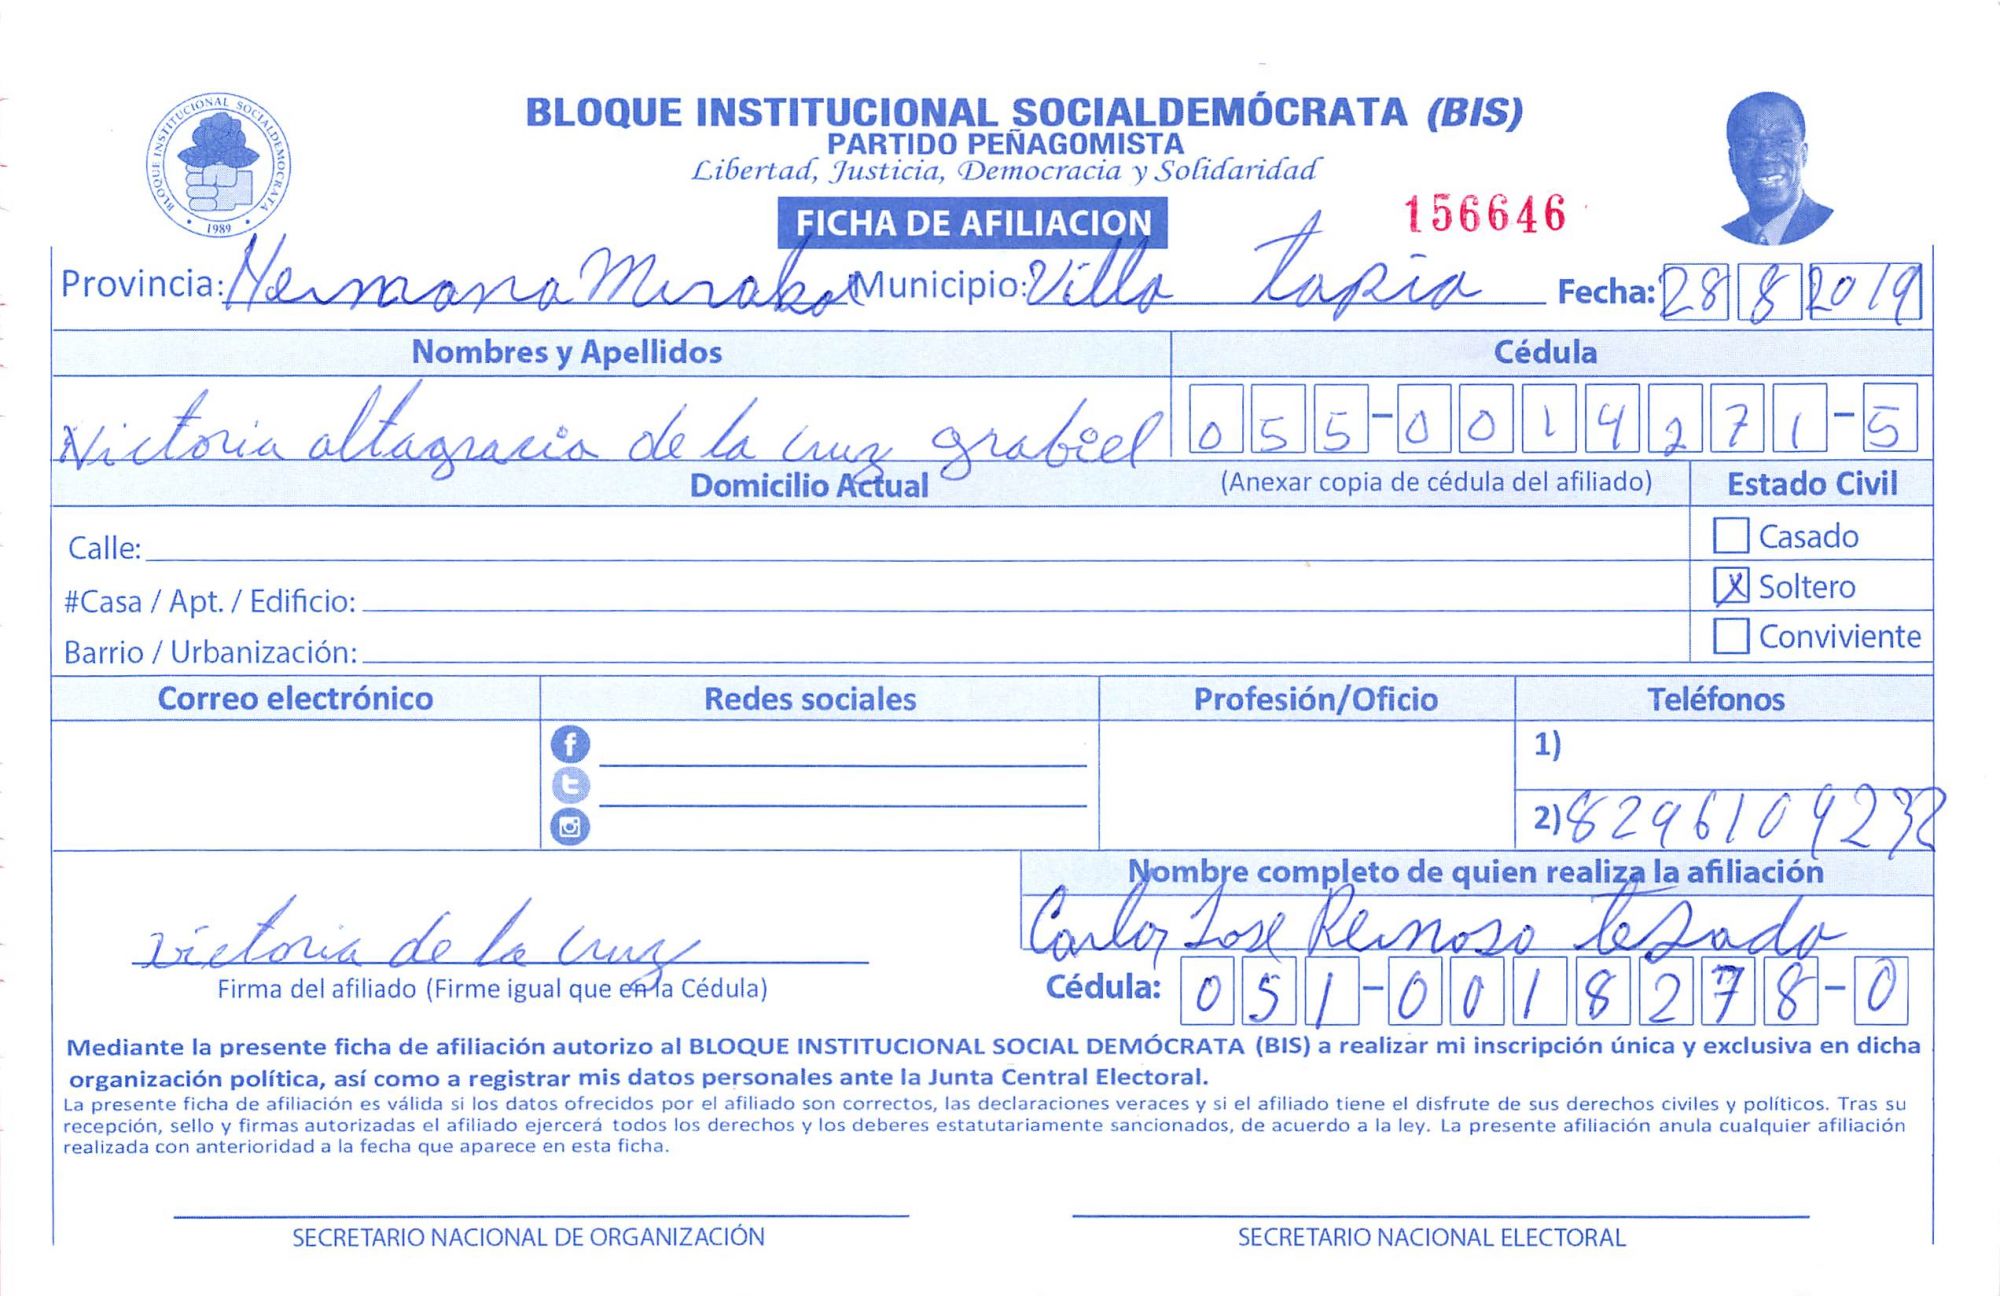 BLOQUE INSTITUCIONAL SOCIALDEMÓCRATA (BIS)
PARTIDO PEÑAGOMISTA
Libertad, Justicia, Democracia y Solidaridad
BLOQUE INSTITUCIONAL SOCIALDEMOCRATA
1989
FICHA DE AFILIACION
156646
Provincia: Hermana Mirabal Municipio: Villa tapia Fecha: 28 8 2019
Nombres y Apellidos Cédula
Victoria altagracia de la cruz grabiel 055-0014271-5
Domicilio Actual (Anexar copia de cédula del afiliado) Estado Civil
Calle: Casado
#Casa / Apt. / Edificio: X Soltero
Barrio / Urbanización: Conviviente
Correo electrónico Redes sociales Profesión/Oficio Teléfonos
1)
2) 8296109232
Nombre completo de quien realiza la afiliación
victoria de la cruz Carlos Jose Reinoso
Firma del afiliado (Firme igual que en la Cédula) Cédula: 051-0018278-0
Mediante la presente ficha de afiliación autorizo al BLOQUE INSTITUCIONAL SOCIAL DEMÓCRATA (BIS) a realizar mi inscripción única y exclusiva en dicha
organización política, así como a registrar mis datos personales ante la Junta Central Electoral.
La presente ficha de afiliación es válida si los datos ofrecidos por el afiliado son correctos, las declaraciones veraces y si el afiliado tiene el disfrute de sus derechos civiles y políticos. Tras su
recepción, sello y firmas autorizadas el afiliado ejercerá todos los derechos y los deberes estatutariamente sancionados, de acuerdo a la ley. La presente afiliación anula cualquier afiliación
realizada con anterioridad a la fecha que aparece en esta ficha.
SECRETARIO NACIONAL DE ORGANIZACIÓN SECRETARIO NACIONAL ELECTORAL